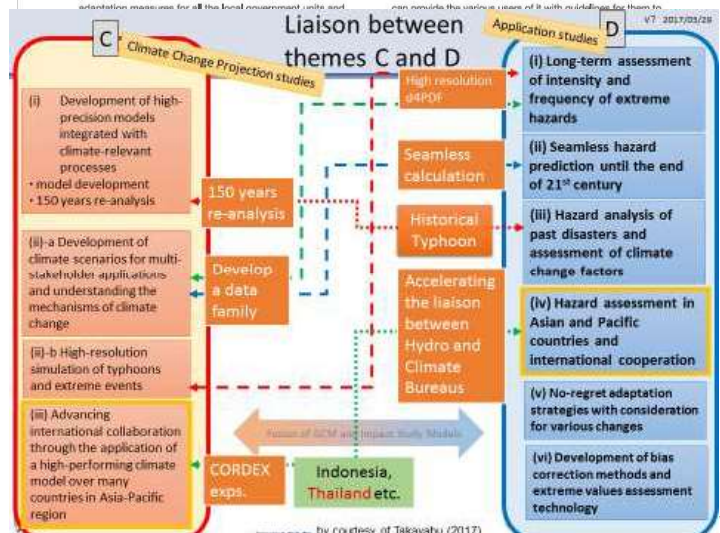 Liaison between
themes C and D
v7 2017/03/28
C
Climate Change Projection studies
Application studies
D
(i) Development of high-
precision models
integrated with
climate-relevant
processes
• model development
• 150 years re-analysis
(ii)-a Development of
climate scenarios for multi-
stakeholder applications
and understanding the
mechanisms of climate
change
(ii)-b High-resolution
simulation of typhoons
and extreme events
(iii) Advancing
international collaboration
through the application of
a high-performing climate
model over many
countries in Asia-Pacific
region
150 years
re-analysis
Develop
a data
family
CORDEX
exps.
High resolution
d4PDF
Seamless
calculation
Historical
Typhoon
Accelerating
the liaison
between
Hydro and
Climate
Bureaus
Fusion of GCM and Impact Study Models
Indonesia,
Thailand etc.
(i) Long-term assessment
of intensity and
frequency of extreme
hazards
(ii) Seamless hazard
prediction until the end
of 21st century
(iii) Hazard analysis of
past disasters and
assessment of climate
change factors
(iv) Hazard assessment in
Asian and Pacific
countries and
international cooperation
(v) No-regret adaptation
strategies with consideration
for various changes
(vi) Development of bias
correction methods and
extreme values assessment
technology
by courtesy of Takayabu (2017)